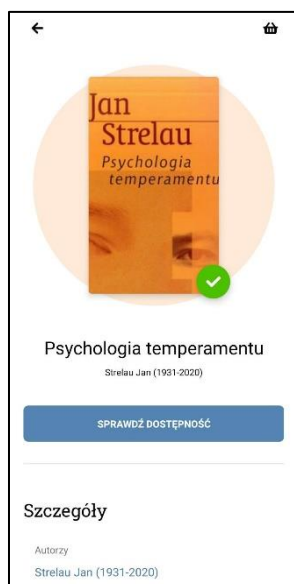 Jan
Strelau
Psychologia
temperamentu
Psychologia temperamentu
Strelau Jan (1931-2020)
SPRAWDŹ DOSTĘPNOŚĆ
Szczegóły
Autorzy
Strelau Jan (1931-2020)